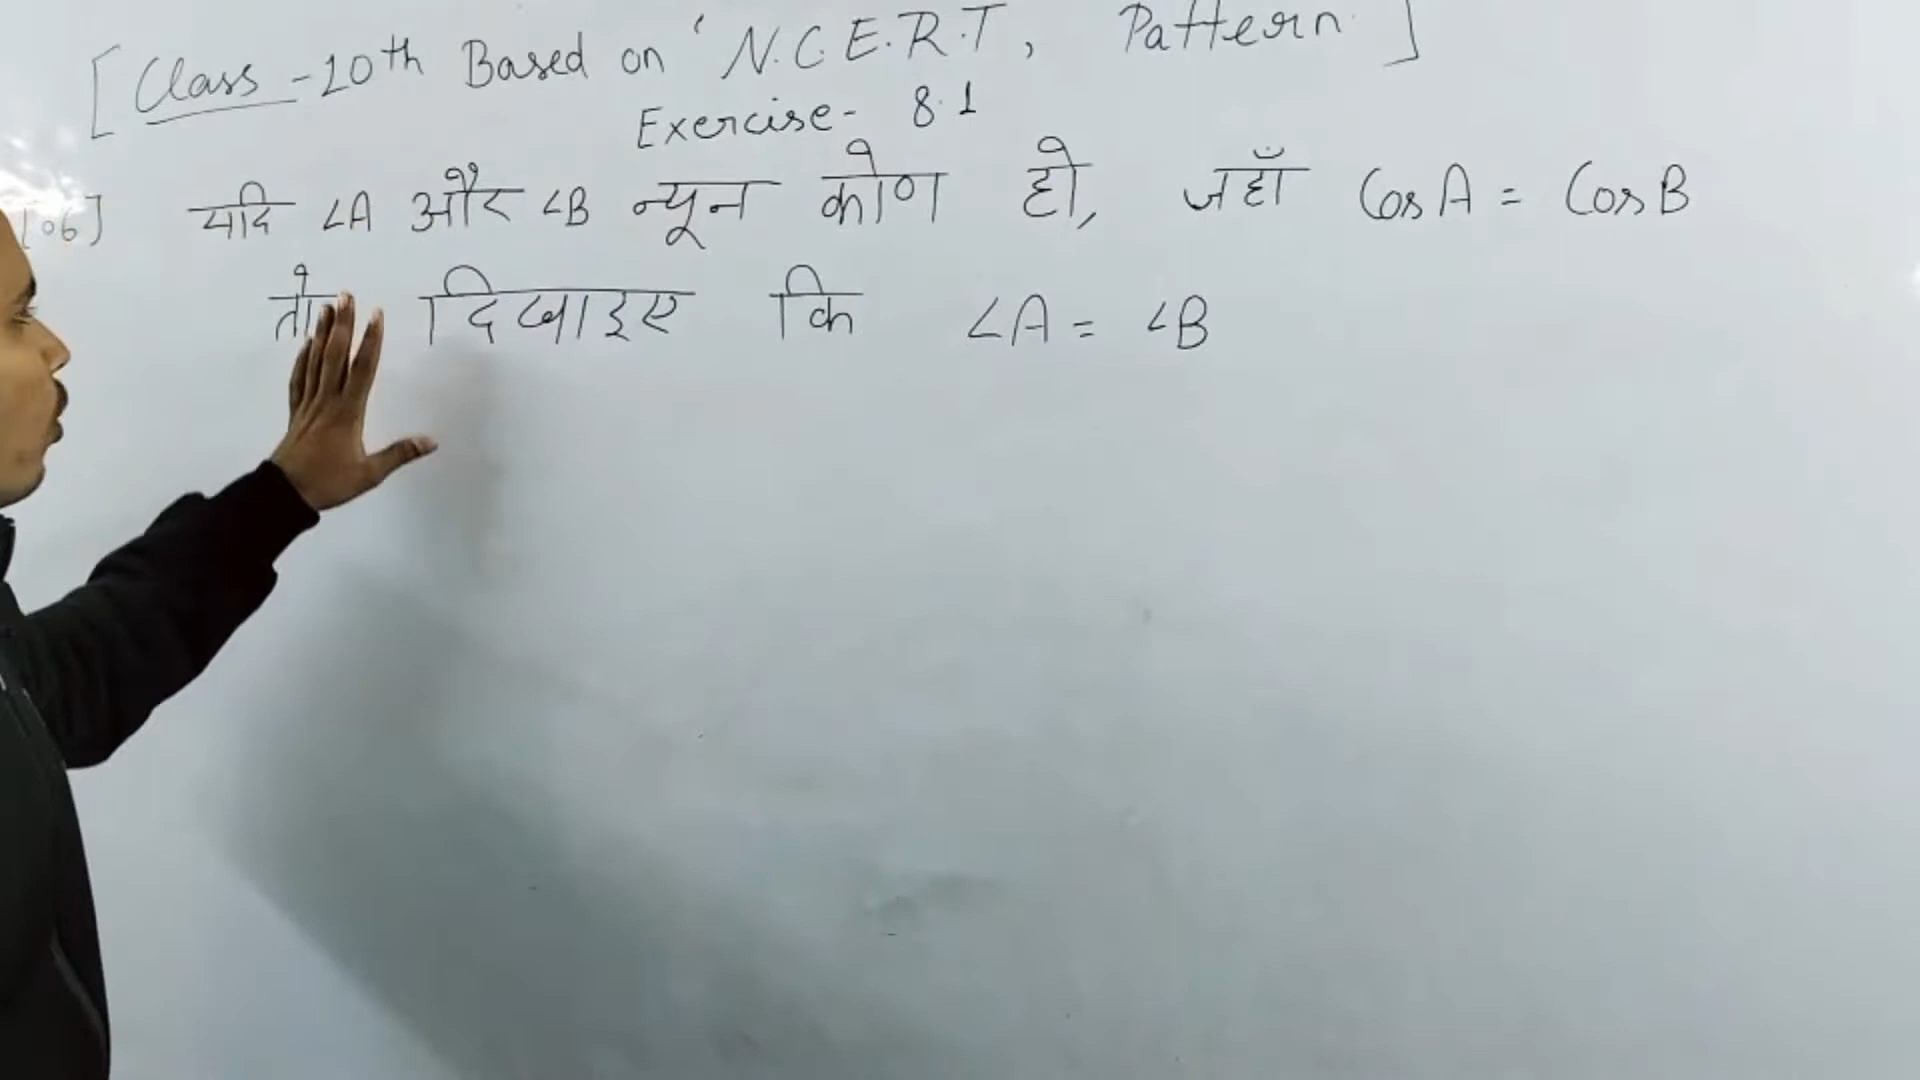 [ Class - 10th Based on 'N.C.E.R.T, Pattern ]
Exercise - 8.1
[06] यदि ∠A और ∠B न्यून कोण हो, जहाँ Cos A = Cos B
तो दिखाइए कि ∠A = ∠B